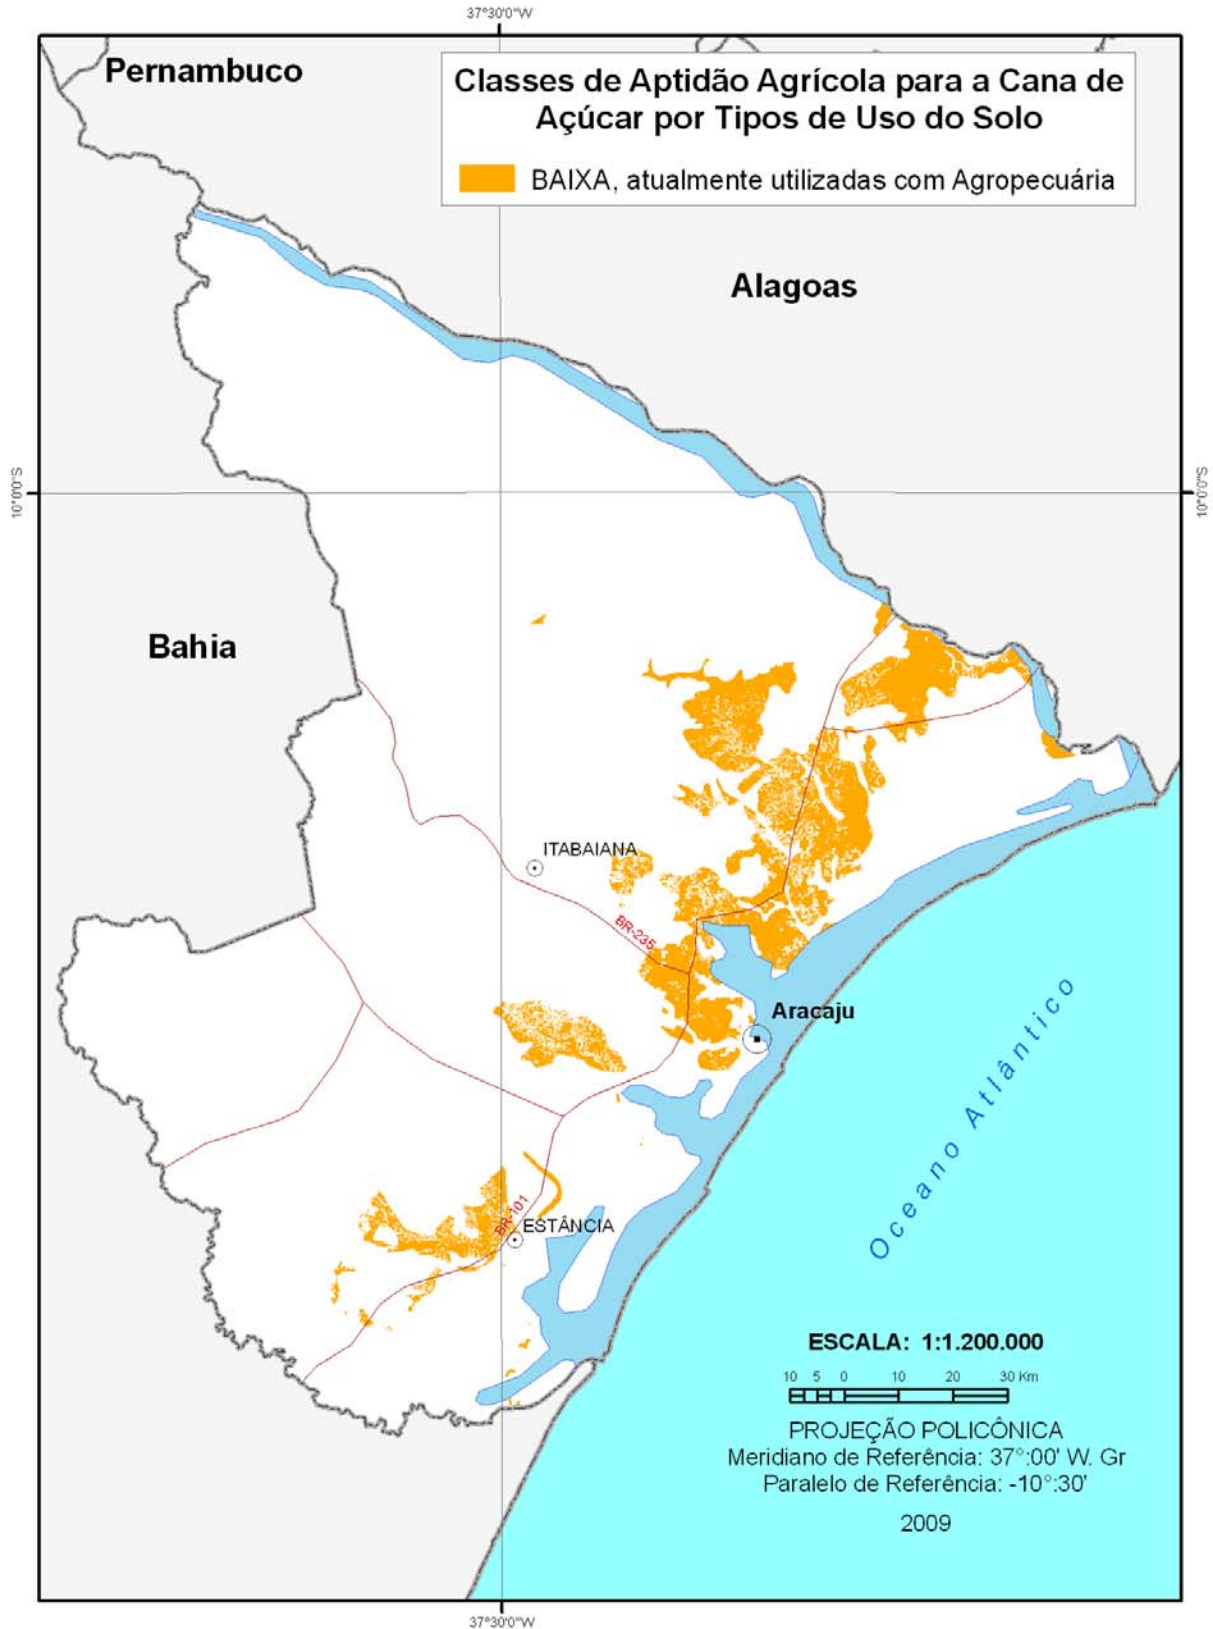 37°30'0"W
Pernambuco
Classes de Aptidão Agrícola para a Cana de
Açúcar por Tipos de Uso do Solo
BAIXA, atualmente utilizadas com Agropecuária
Alagoas
10°0'0"S
10°0'0"S
Bahia
ITABAIANA
BR-235
Aracaju
Oceano Atlântico
BR-101
ESTÂNCIA
ESCALA: 1:1.200.000
10 5 0 10 20 30 Km
PROJEÇÃO POLICÔNICA
Meridiano de Referência: 37°:00' W. Gr
Paralelo de Referência: -10°:30'
2009
37°30'0"W